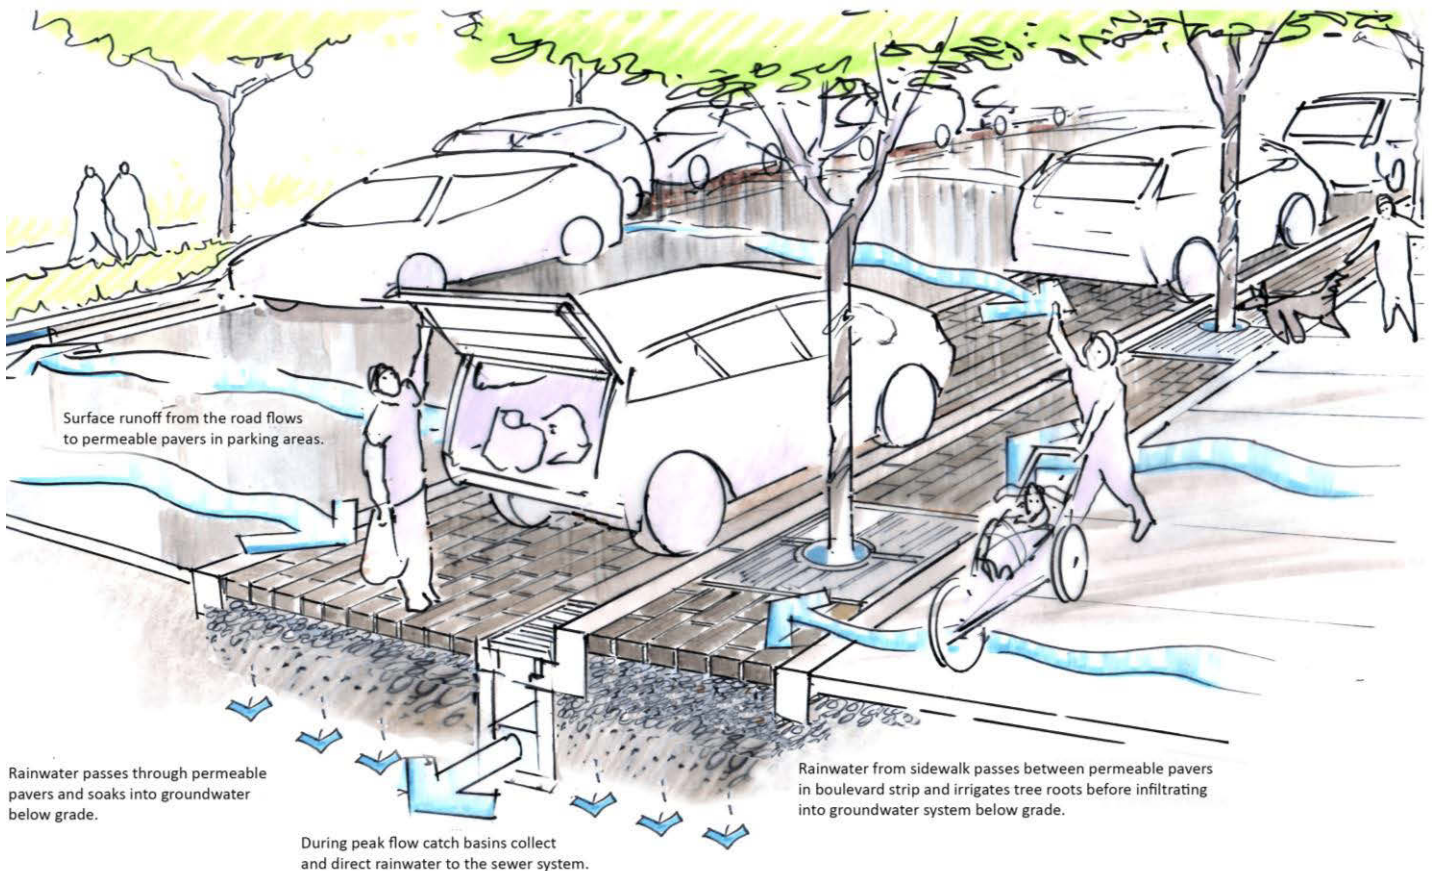 Surface runoff from the road flows
to permeable pavers in parking areas.
Rainwater passes through permeable
pavers and soaks into groundwater
below grade.
During peak flow catch basins collect
and direct rainwater to the sewer system.
Rainwater from sidewalk passes between permeable pavers
in boulevard strip and irrigates tree roots before infiltrating
into groundwater system below grade.